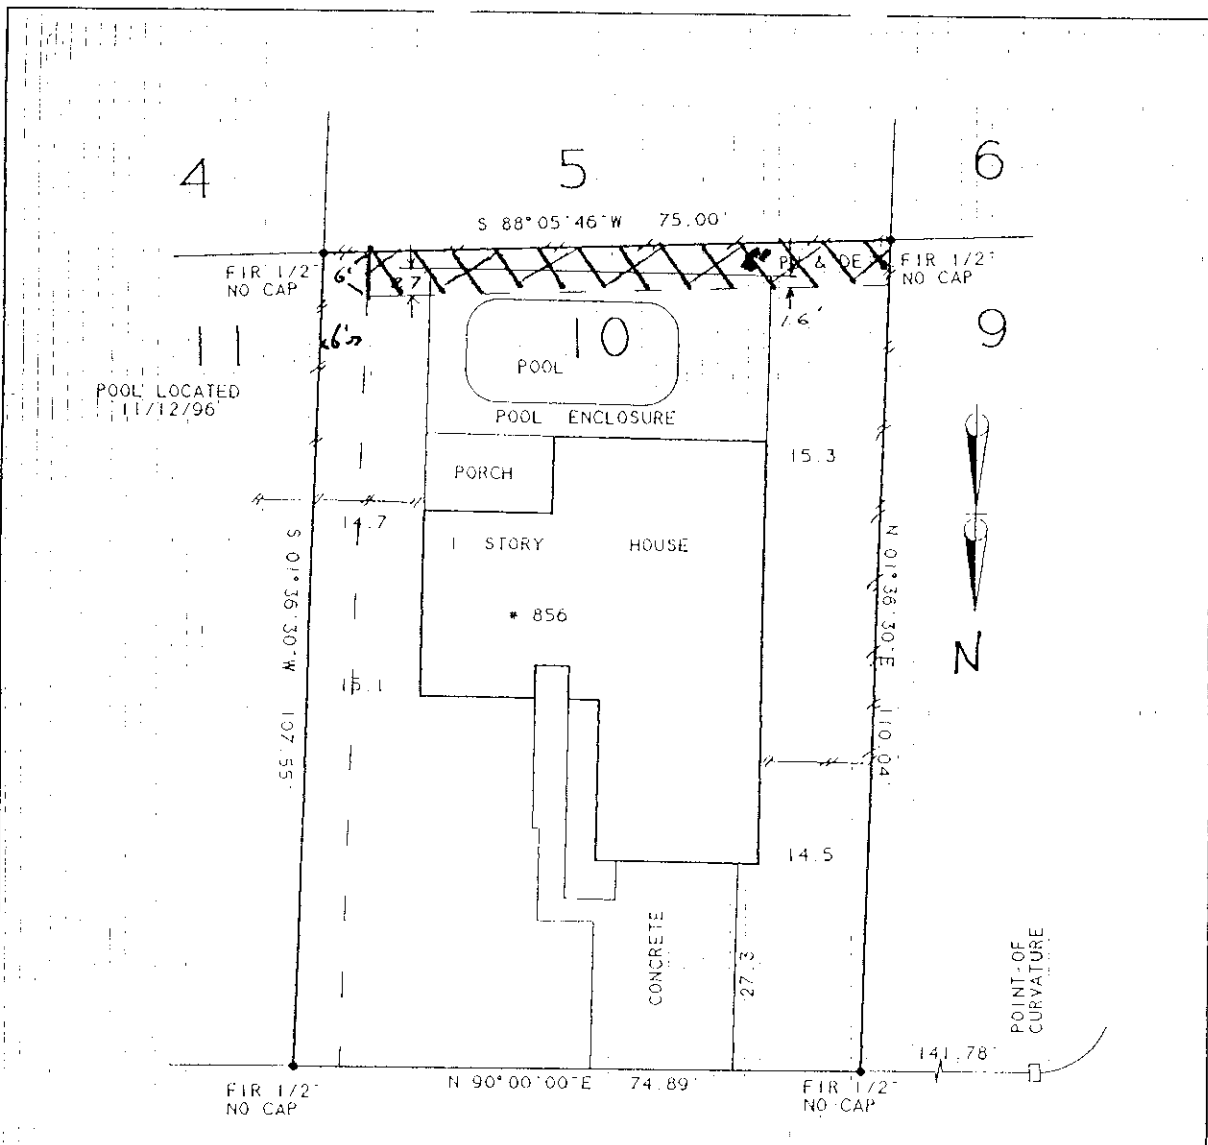 4
5
6
S 88°05'46"W 75.00'
FIR 1/2"
NO CAP
6'
PU & DE
FIR 1/2"
NO CAP
1.6'
6'
10
11
9
POOL
POOL LOCATED
11/12/96
POOL ENCLOSURE
15.3
PORCH
14.7
1 STORY HOUSE
* 856
S 01°36'30"W 107.55'
N 01°36'30"E 110.04'
N
15.1
14.5
CONCRETE
27.3
POINT OF
CURVATURE
141.78'
N 90°00'00"E 74.89'
FIR 1/2"
NO CAP
FIR 1/2"
NO CAP